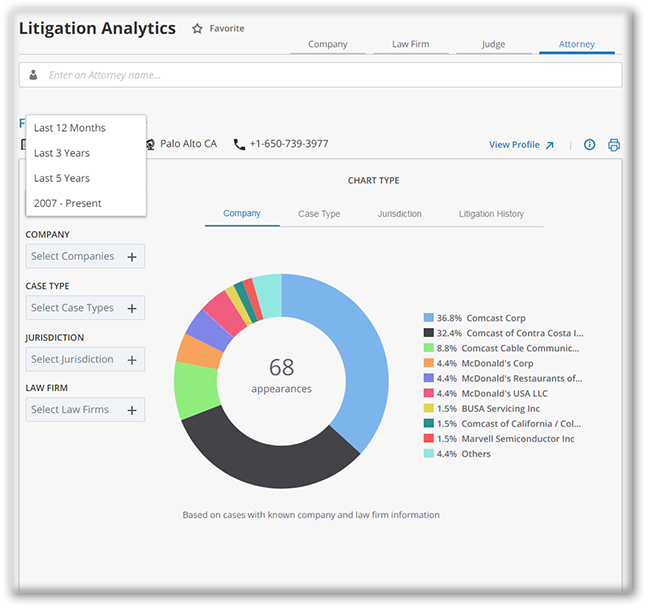 Litigation Analytics
Favorite
Company Law Firm Judge Attorney
Enter an Attorney name...
F
Last 12 Months
Last 3 Years
Last 5 Years
2007 - Present
Palo Alto CA +1-650-739-3977 View Profile
CHART TYPE
Company Case Type Jurisdiction Litigation History
COMPANY
Select Companies +
CASE TYPE
Select Case Types +
JURISDICTION
Select Jurisdiction +
LAW FIRM
Select Law Firms +
68
appearances
36.8% Comcast Corp
32.4% Comcast of Contra Costa I...
8.8% Comcast Cable Communic...
4.4% McDonald's Corp
4.4% McDonald's Restaurants of...
4.4% McDonald's USA LLC
1.5% BUSA Servicing Inc
1.5% Comcast of California / Col...
1.5% Marvell Semiconductor Inc
4.4% Others
Based on cases with known company and law firm information